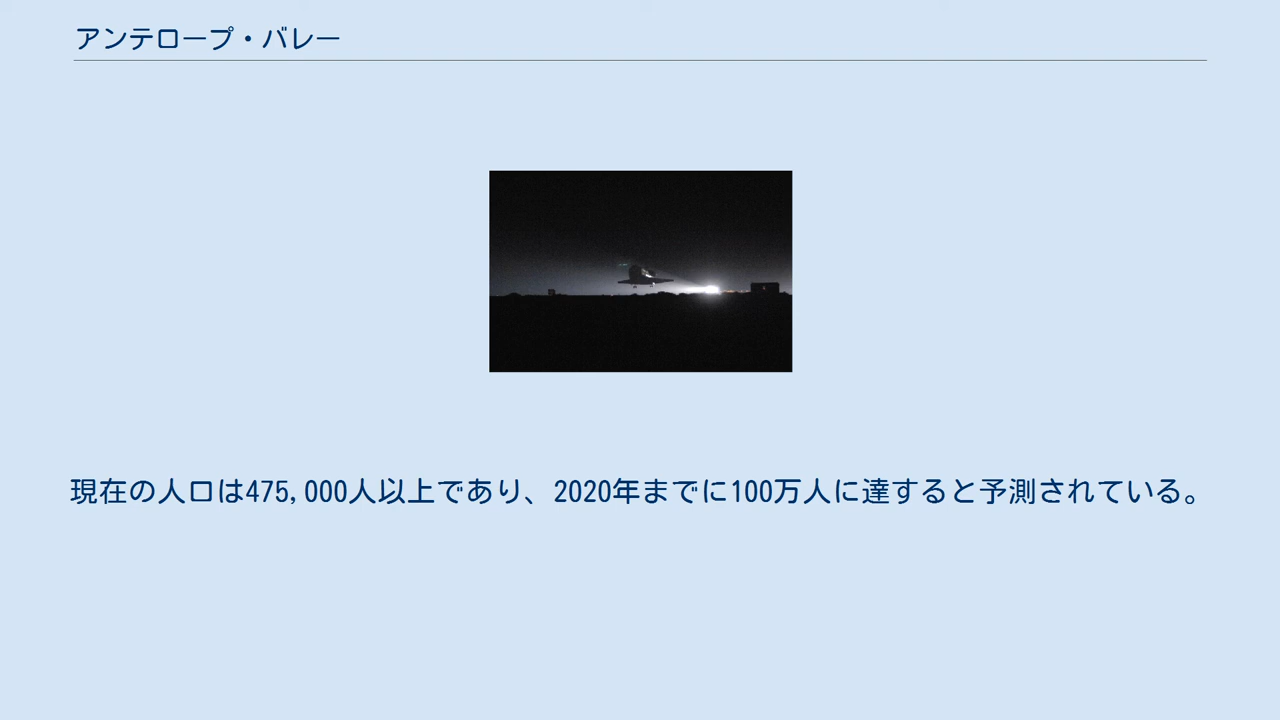 アンテロープ・バレー
現在の人口は475,000人以上であり、2020年までに100万人に達すると予測されている。